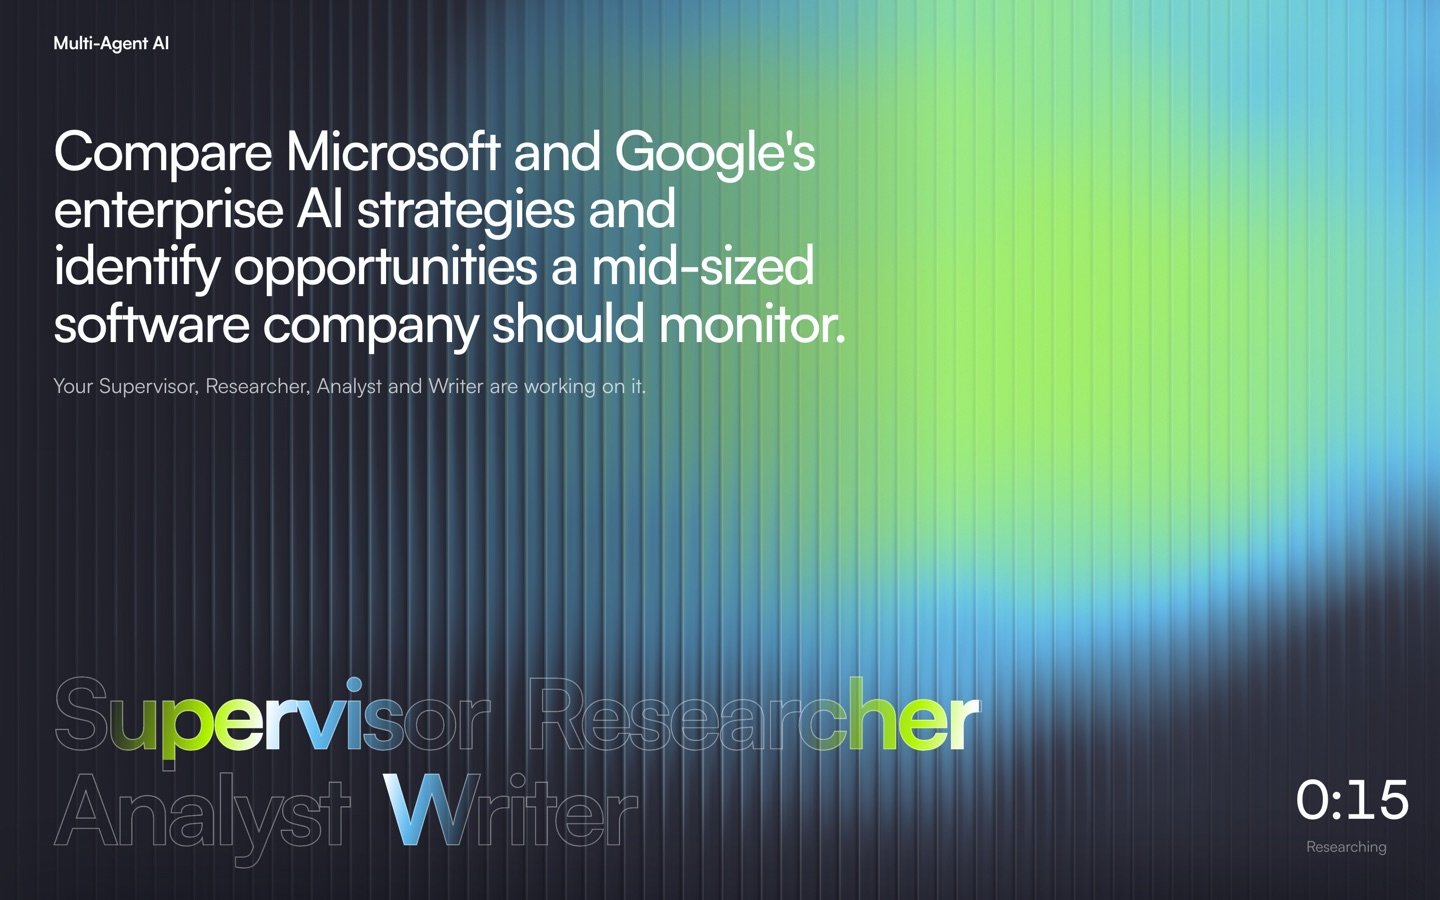 Multi-Agent AI
Compare Microsoft and Google's
enterprise AI strategies and
identify opportunities a mid-sized
software company should monitor.
Your Supervisor, Researcher, Analyst and Writer are working on it.
Supervisor Researcher
Analyst Writer
0:15
Researching